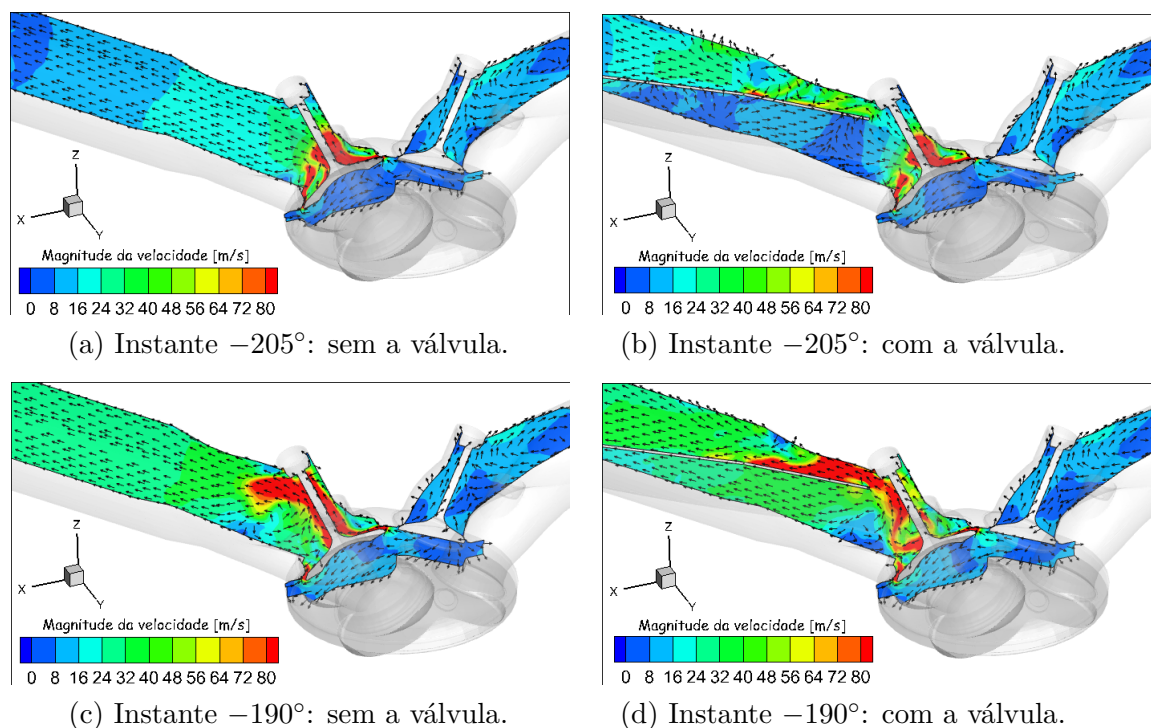 Z
X
Y
Magnitude da velocidade [m/s]
0 8 16 24 32 40 48 56 64 72 80
(a) Instante −205°: sem a válvula.
Z
X
Y
Magnitude da velocidade [m/s]
0 8 16 24 32 40 48 56 64 72 80
(b) Instante −205°: com a válvula.
Z
X
Y
Magnitude da velocidade [m/s]
0 8 16 24 32 40 48 56 64 72 80
(c) Instante −190°: sem a válvula.
Z
X
Y
Magnitude da velocidade [m/s]
0 8 16 24 32 40 48 56 64 72 80
(d) Instante −190°: com a válvula.